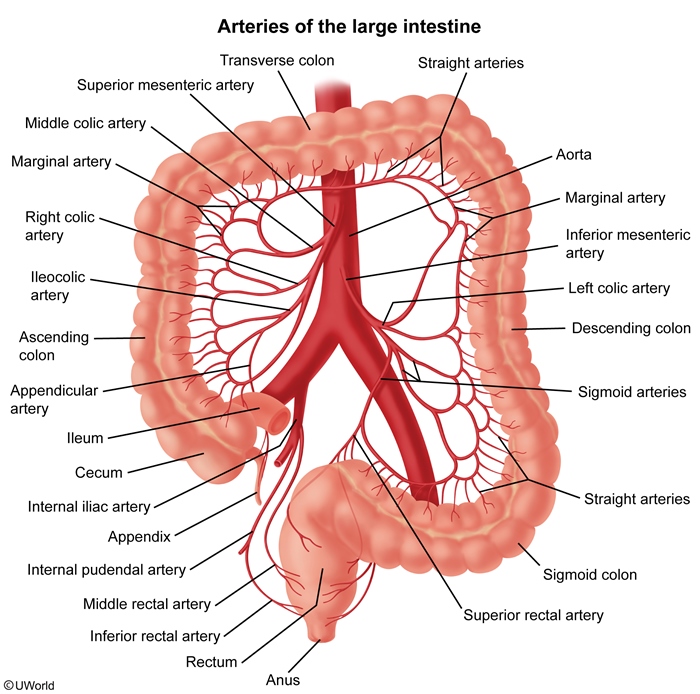 Arteries of the large intestine
Transverse colon
Straight arteries
Superior mesenteric artery
Middle colic artery
Marginal artery
Right colic
artery
Ileocolic
artery
Ascending
colon
Appendicular
artery
Ileum
Cecum
Internal iliac artery
Appendix
Internal pudendal artery
Middle rectal artery
Inferior rectal artery
Rectum
Anus
Aorta
Marginal artery
Inferior mesenteric
artery
Left colic artery
Descending colon
Sigmoid arteries
Straight arteries
Sigmoid colon
Superior rectal artery
©UWorld